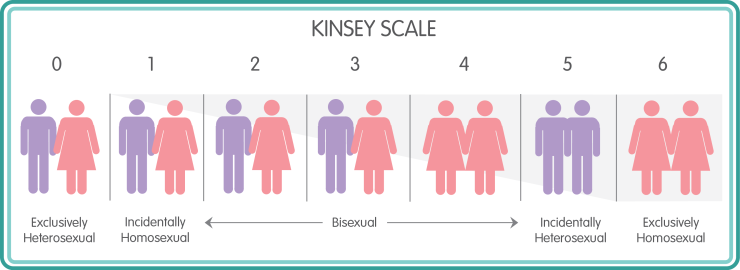 KINSEY SCALE
0 1 2 3 4 5 6
Exclusively Incidentally Bisexual Incidentally Exclusively
Heterosexual Homosexual Heterosexual Homosexual